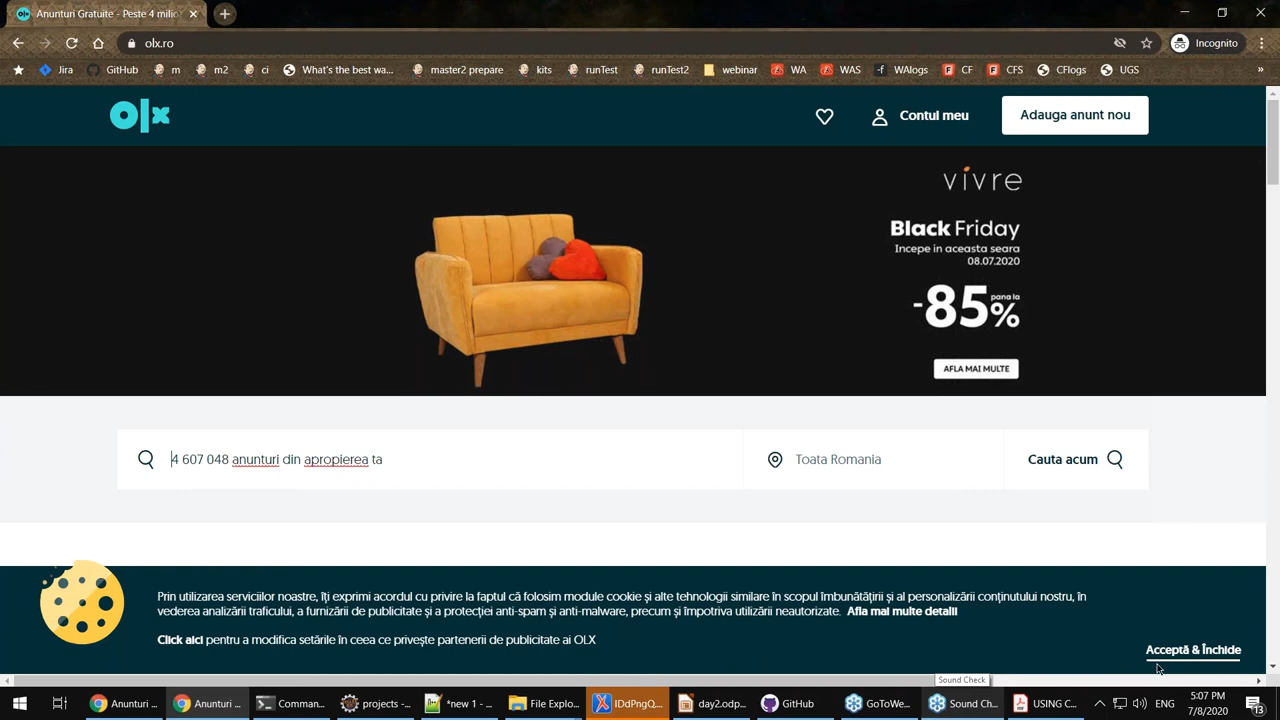 Anunturi Gratuite - Peste 4 milio
olx.ro
Incognito
Jira
GitHub
m
m2
ci
What's the best wa...
master2 prepare
kits
runTest
runTest2
webinar
WA
WAS
WAlogs
CF
CFS
CFlogs
UGS
»
olx
Contul meu
Adauga anunt nou
vivre
Black Friday
Incepe in aceasta seara
08.07.2020
-85%
pana la
AFLA MAI MULTE
4 607 048 anunturi din apropierea ta
Toata Romania
Cauta acum
Prin utilizarea serviciilor noastre, îți exprimi acordul cu privire la faptul că folosim module cookie și alte tehnologii similare în scopul îmbunătățirii și al personalizării conținutului nostru, în
vederea analizării traficului, a furnizării de publicitate și a protecției anti-spam și anti-malware, precum și împotriva utilizării neautorizate. Afla mai multe detalii
Click aici pentru a modifica setările în ceea ce privește partenerii de publicitate ai OLX
Acceptă & Închide
Sound Check
Anunturi ...
Anunturi ...
Comman...
projects -...
*new 1 - ...
File Explo...
IDdPngQ...
day2.odp...
GitHub
GoToWe...
Sound Ch...
USING C...
ENG
5:07 PM
7/8/2020
13